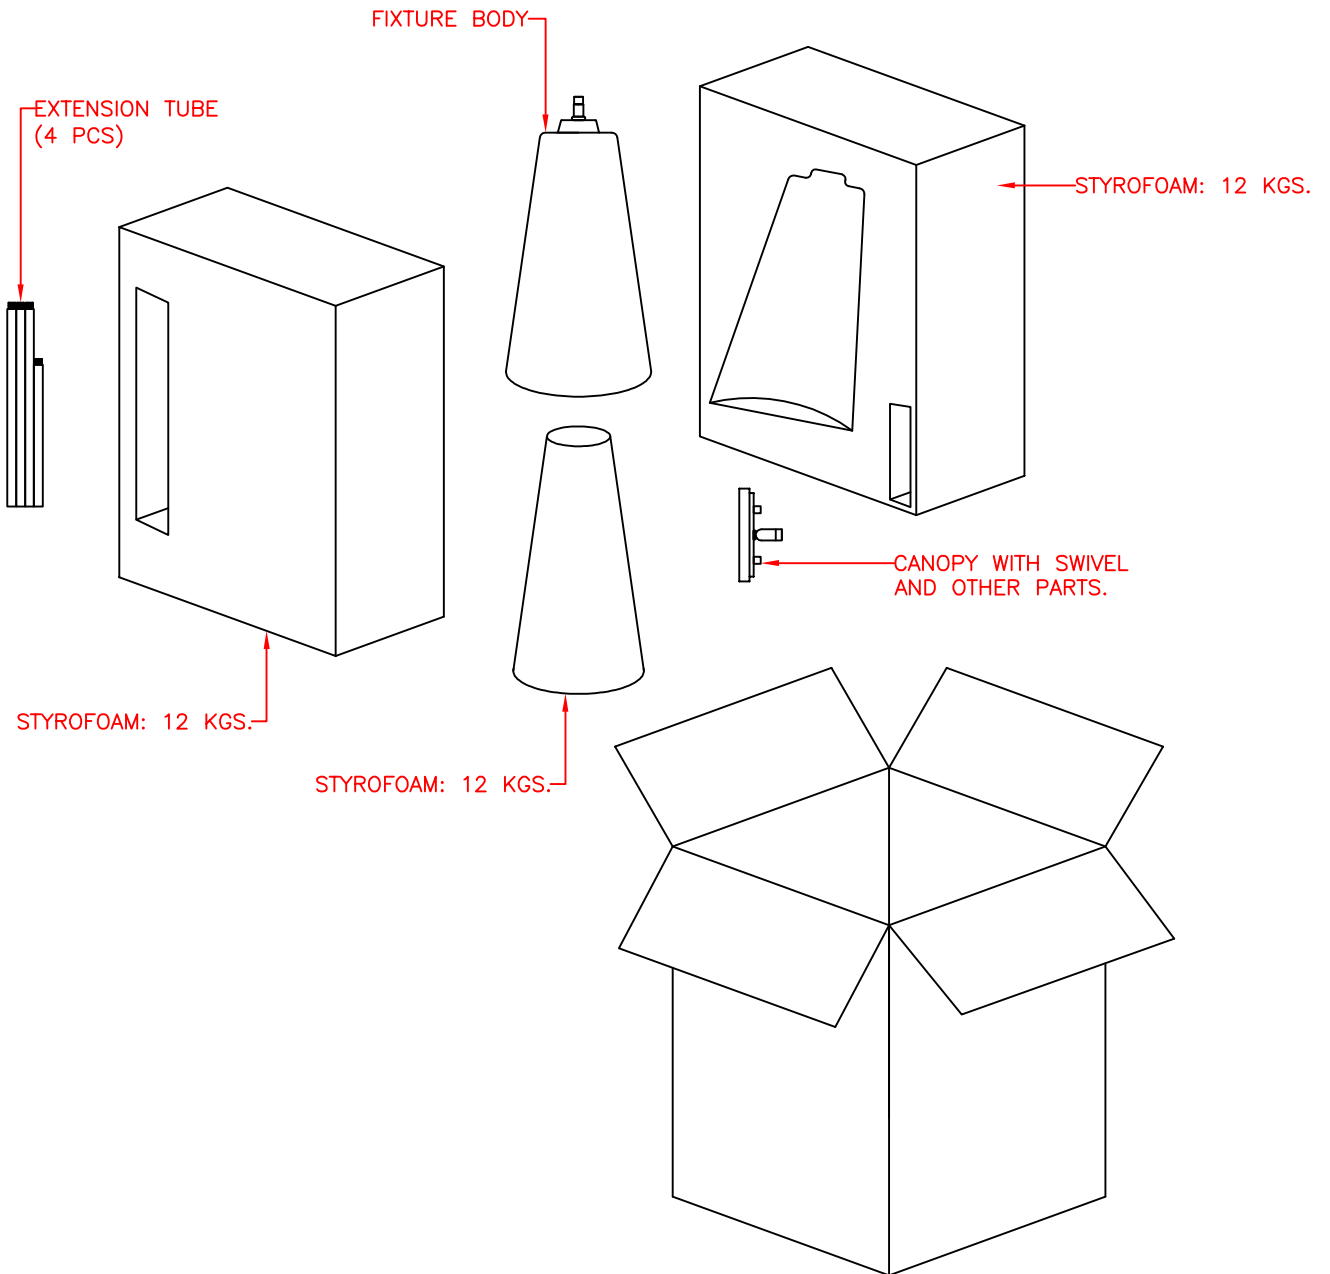 FIXTURE BODY
EXTENSION TUBE
(4 PCS)
STYROFOAM: 12 KGS.
CANOPY WITH SWIVEL
AND OTHER PARTS.
STYROFOAM: 12 KGS.
STYROFOAM: 12 KGS.